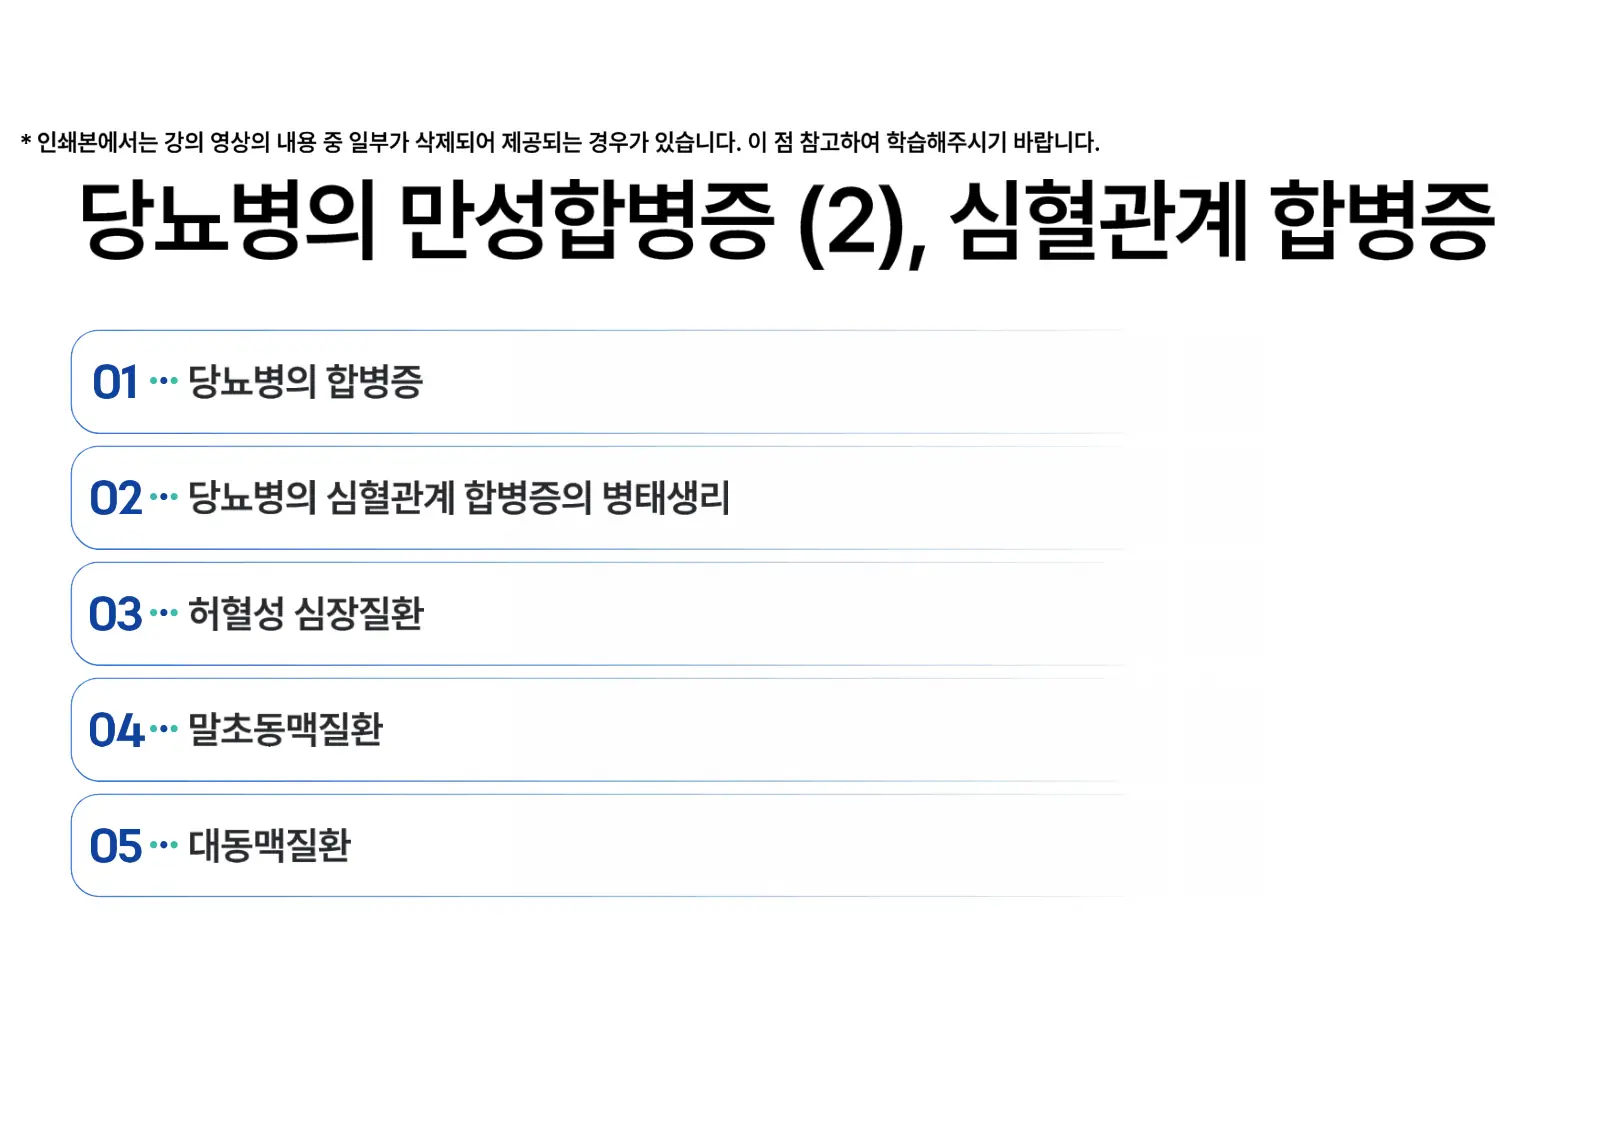 * 인쇄본에서는 강의 영상의 내용 중 일부가 삭제되어 제공되는 경우가 있습니다. 이 점 참고하여 학습해주시기 바랍니다.
당뇨병의 만성합병증 (2), 심혈관계 합병증
01 ··· 당뇨병의 합병증
02 ··· 당뇨병의 심혈관계 합병증의 병태생리
03 ··· 허혈성 심장질환
04 ··· 말초동맥질환
05 ··· 대동맥질환